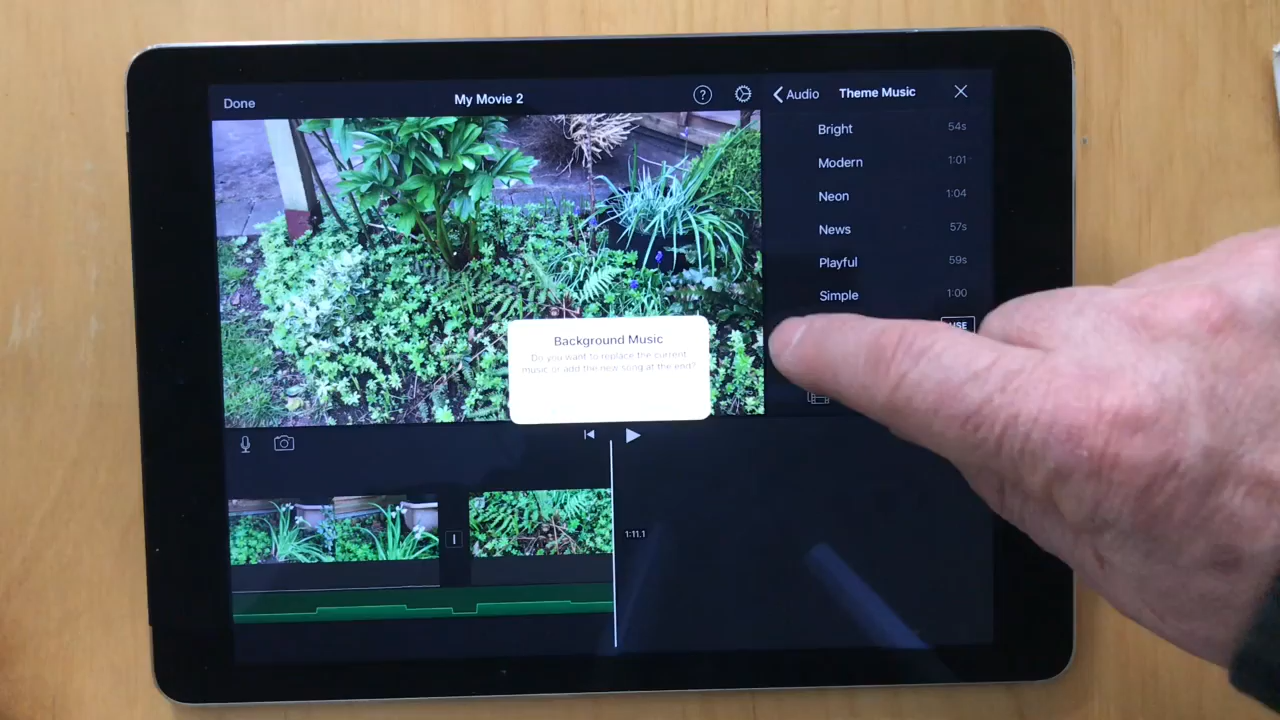 Done
My Movie 2
?
Audio
Theme Music
Bright 54s
Modern 1:01
Neon 1:04
News 57s
Playful 59s
Simple 1:00
USE
Background Music
Do you want to replace the current
music or add the new song at the end?
1:11.1